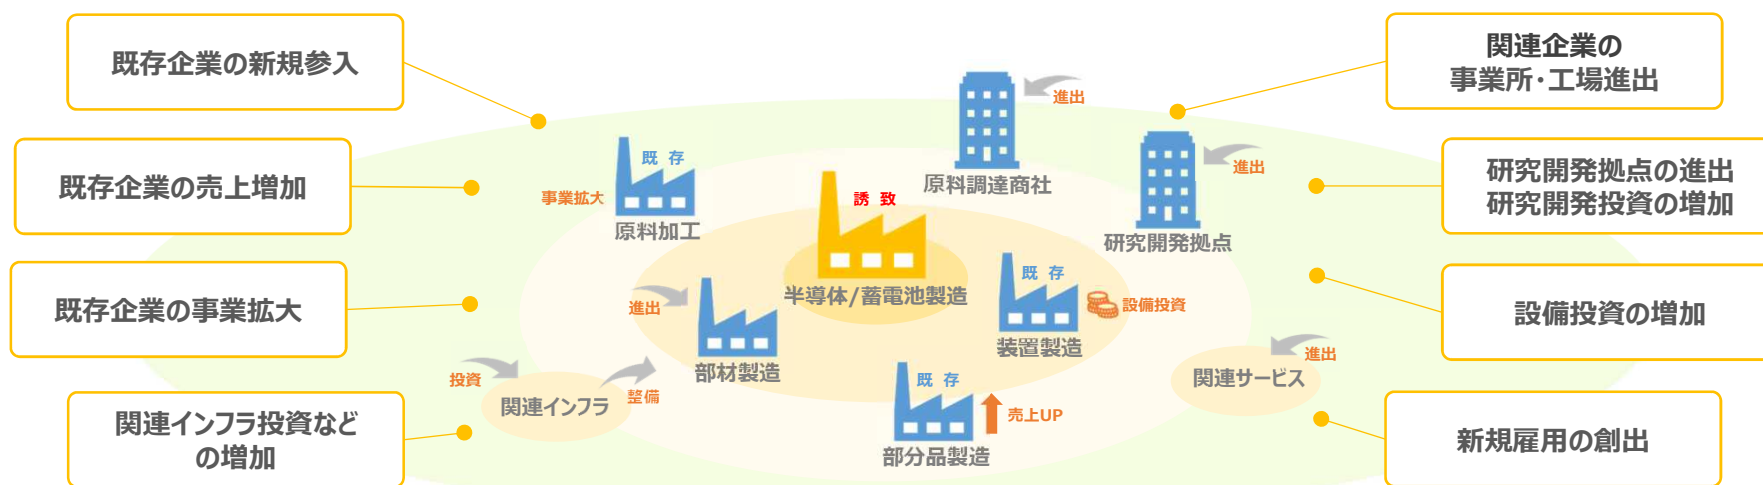 既存企業の新規参入
既存企業の売上増加
既存企業の事業拡大
関連インフラ投資など
の増加
進出
原料調達商社
既存
事業拡大
原料加工
誘致
半導体/蓄電池製造
進出
研究開発拠点
進出
部材製造
既存
設備投資
装置製造
投資
関連インフラ
整備
既存
売上UP
部分品製造
進出
関連サービス
関連企業の
事業所・工場進出
研究開発拠点の進出
研究開発投資の増加
設備投資の増加
新規雇用の創出